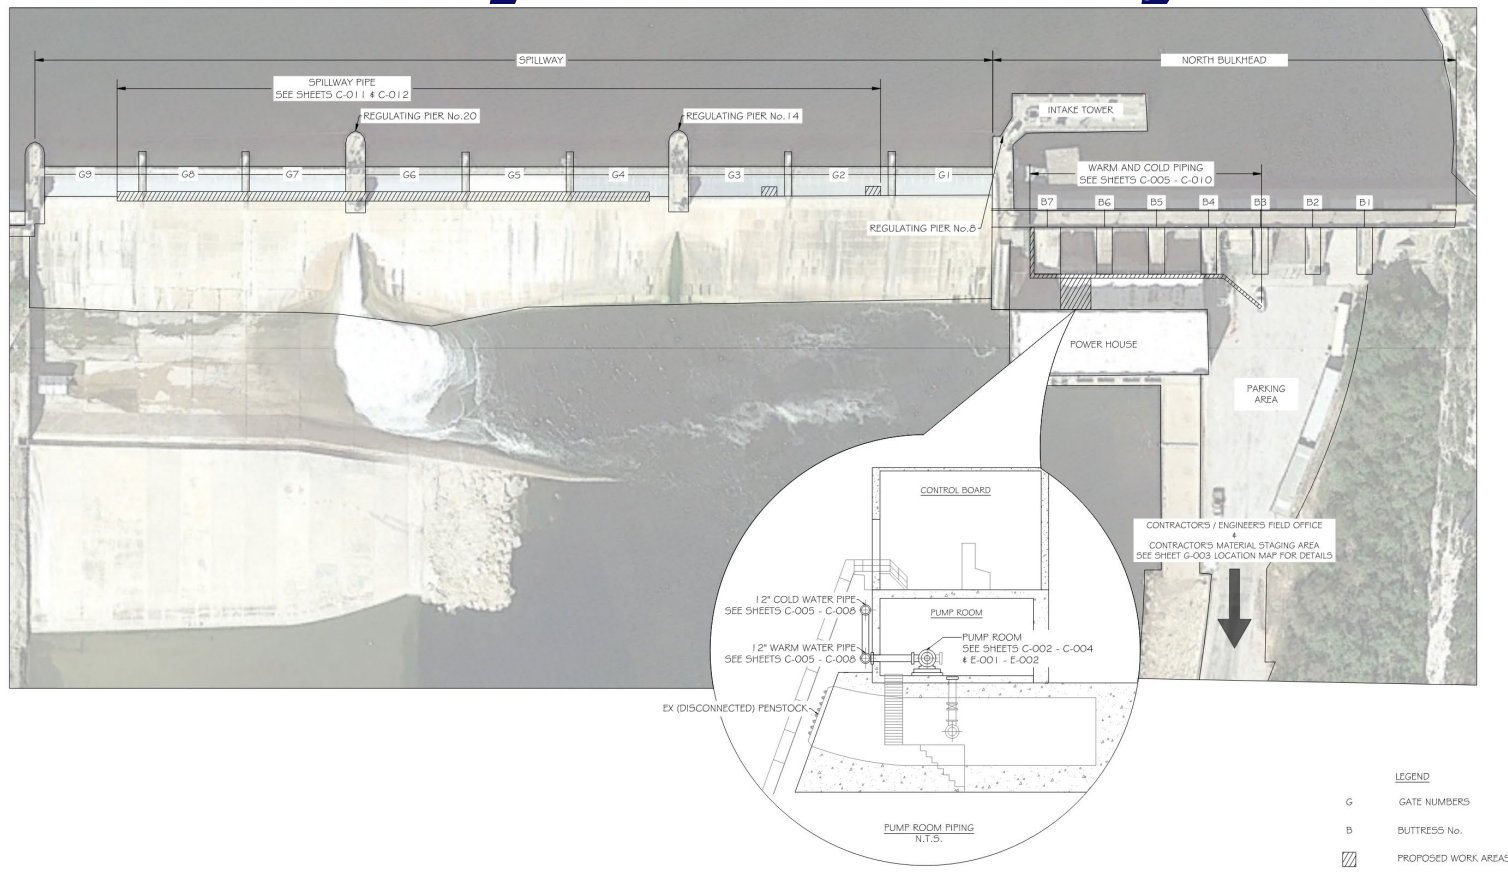 SPILLWAY
NORTH BULKHEAD
SPILLWAY PIPE
SEE SHEETS C-011 & C-012
INTAKE TOWER
REGULATING PIER No.20
REGULATING PIER No.14
WARM AND COLD PIPING
SEE SHEETS C-005 - C-010
G9
G8
G7
G6
G5
G4
G3
G2
G1
B7
B6
B5
B4
B3
B2
B1
REGULATING PIER No.8
POWER HOUSE
PARKING
AREA
CONTROL BOARD
CONTRACTOR'S / ENGINEER'S FIELD OFFICE
&
CONTRACTOR'S MATERIAL STAGING AREA
SEE SHEET G-003 LOCATION MAP FOR DETAILS
12" COLD WATER PIPE
SEE SHEETS C-005 - C-008
PUMP ROOM
12" WARM WATER PIPE
SEE SHEETS C-005 - C-008
PUMP ROOM
SEE SHEETS C-002 - C-004
& E-001 - E-002
EX (DISCONNECTED) PENSTOCK
PUMP ROOM PIPING
N.T.S.
LEGEND
G GATE NUMBERS
B BUTTRESS No.
PROPOSED WORK AREAS